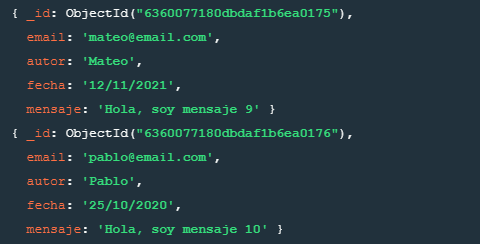 { _id: ObjectId("6360077180dbdaf1b6ea0175"),
email: 'mateo@email.com',
autor: 'Mateo',
fecha: '12/11/2021',
mensaje: 'Hola, soy mensaje 9' }
{ _id: ObjectId("6360077180dbdaf1b6ea0176"),
email: 'pablo@email.com',
autor: 'Pablo',
fecha: '25/10/2020',
mensaje: 'Hola, soy mensaje 10' }